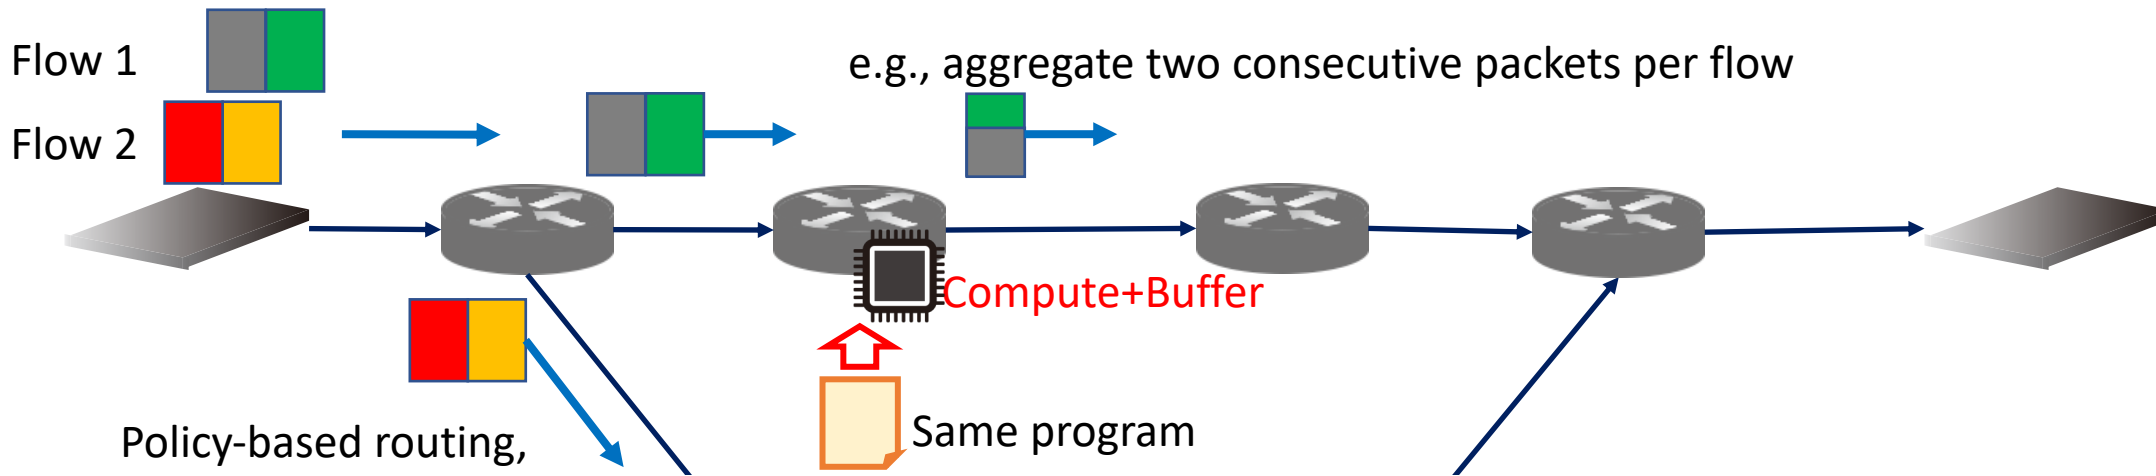 Flow 1
e.g., aggregate two consecutive packets per flow
Flow 2
Compute+Buffer
Same program
Policy-based routing,